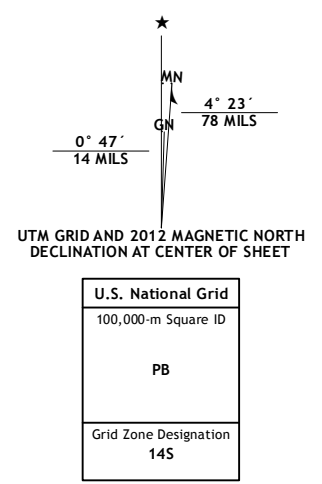 ★
MN
4° 23´
78 MILS
GN
0° 47´
14 MILS
UTM GRID AND 2012 MAGNETIC NORTH
DECLINATION AT CENTER OF SHEET
U.S. National Grid
100,000-m Square ID
PB
Grid Zone Designation
14S